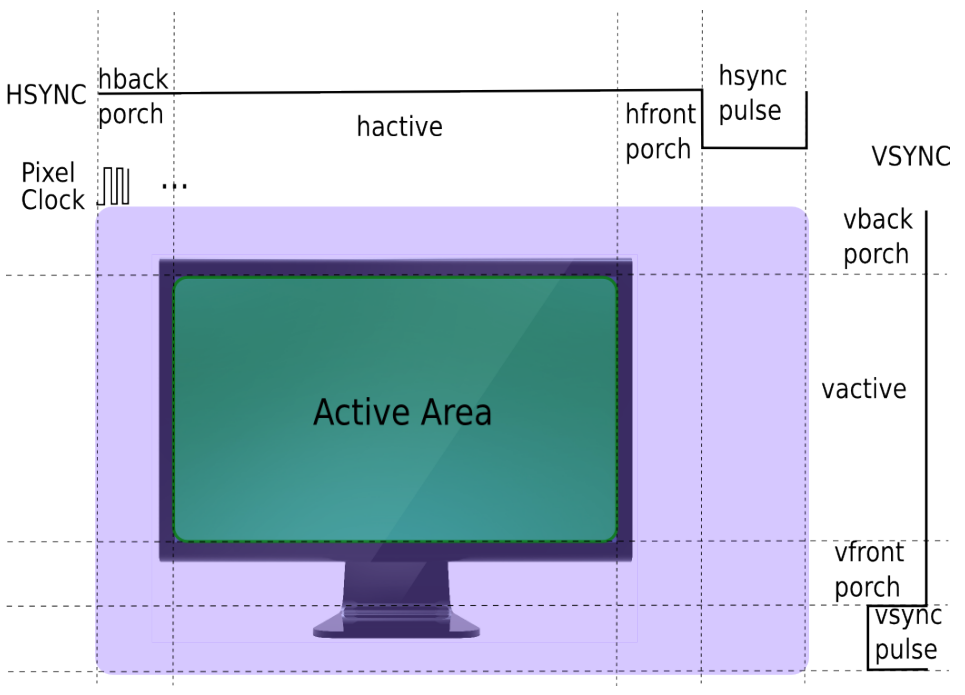 hback
HSYNC
porch
hactive
hfront
porch
hsync
pulse
Pixel
Clock
...
VSYNC
vback
porch
vactive
Active Area
vfront
porch
vsync
pulse